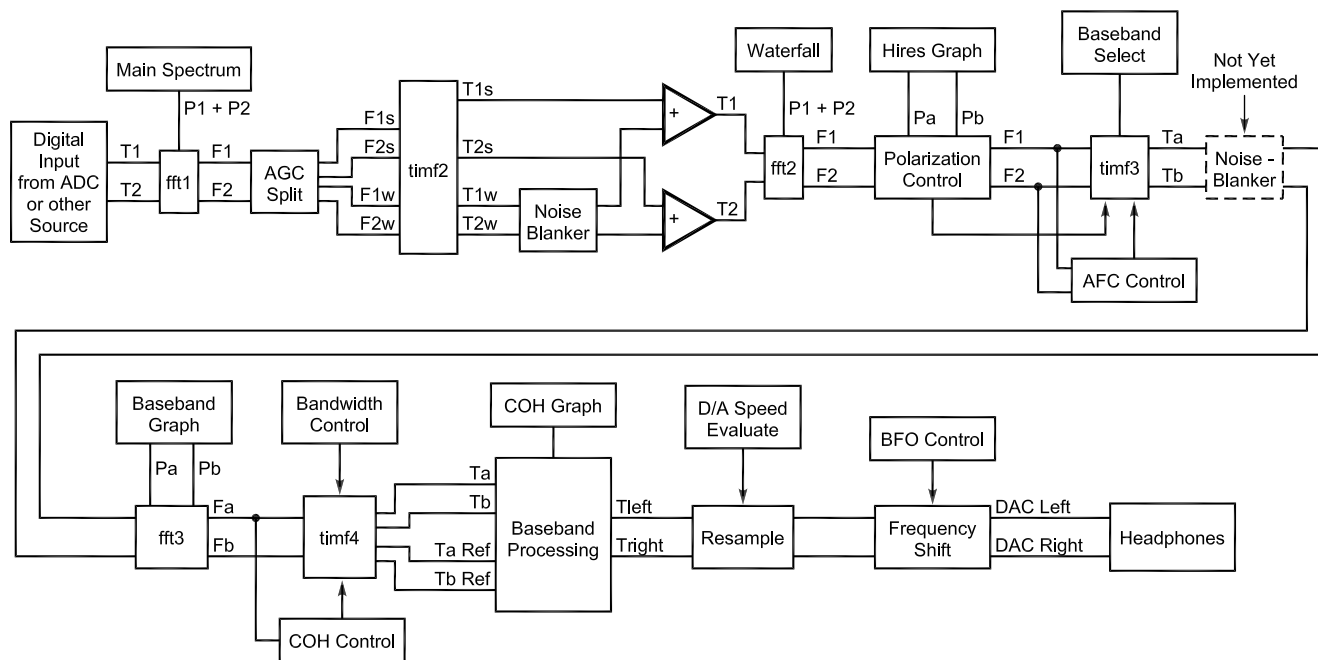 Main Spectrum
P1 + P2
Digital
Input
from ADC
or other
Source
T1
T2
fft1
F1
F2
AGC
Split
F1s
F2s
F1w
F2w
timf2
T1s
T2s
T1w
T2w
Noise
Blanker
+
+
T1
T2
Waterfall
P1 + P2
fft2
F1
F2
Hires Graph
Pa
Pb
Polarization
Control
F1
F2
Baseband
Select
timf3
AFC Control
Ta
Tb
Not Yet
Implemented
Noise -
Blanker
Baseband
Graph
Pa
Pb
fft3
Fa
Fb
Bandwidth
Control
timf4
COH Control
Ta
Tb
Ta Ref
Tb Ref
COH Graph
Baseband
Processing
Tleft
Tright
D/A Speed
Evaluate
Resample
BFO Control
Frequency
Shift
DAC Left
DAC Right
Headphones